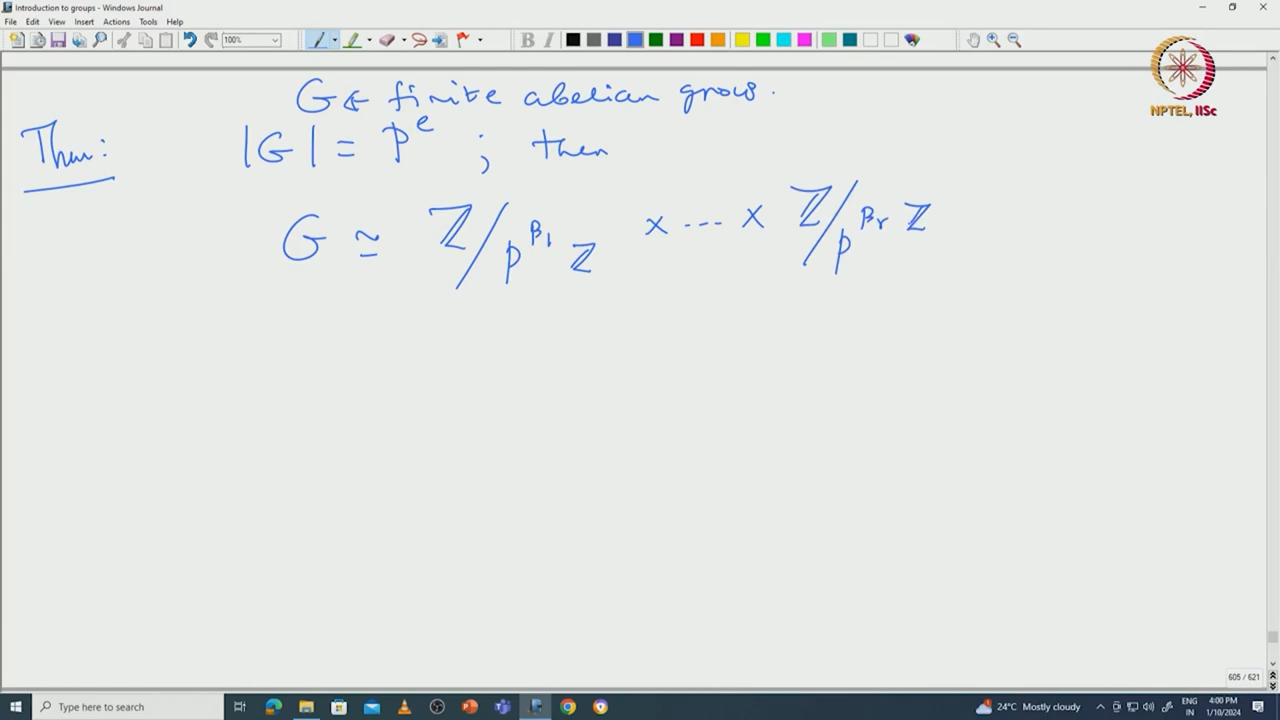 Introduction to groups - Windows Journal
File Edit View Insert Actions Tools Help
100%
B I
NPTEL, IISc
G ← finite abelian group.
Thm: |G| = p^e ; then
G ≃ ℤ/p^{β₁}ℤ × --- × ℤ/p^{βᵣ}ℤ
605 / 621
Type here to search
24°C Mostly cloudy
ENG
IN
4:00 PM
1/10/2024